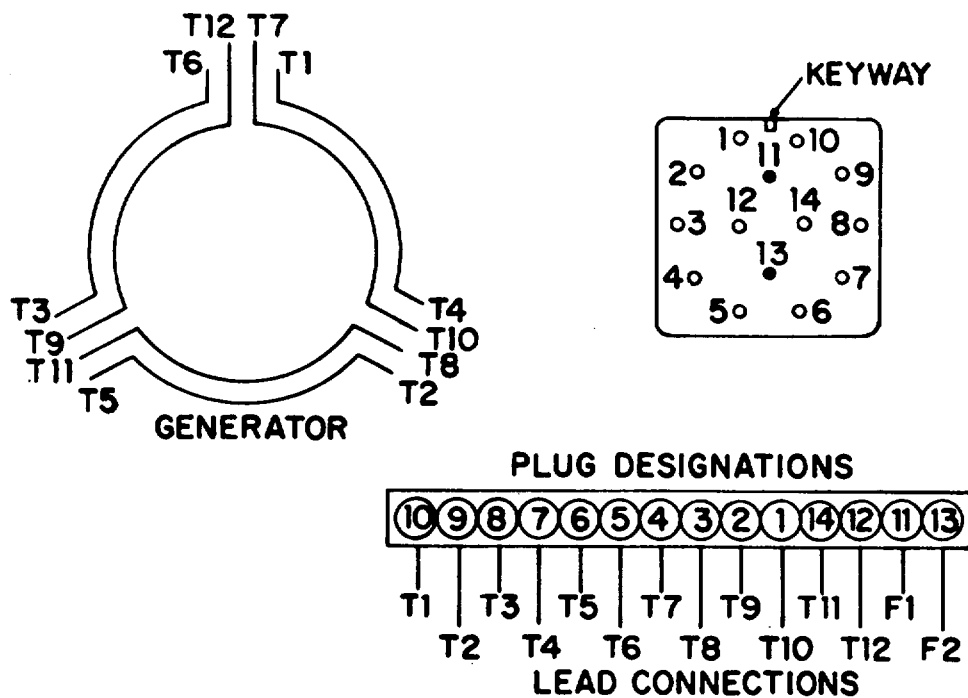 T12 T7
T6 T1
T3
T9
T11
T5
T4
T10
T8
T2
GENERATOR
KEYWAY
1 10
11
2 9
12 14
3 8
13
4 7
5 6
PLUG DESIGNATIONS
10 9 8 7 6 5 4 3 2 1 14 12 11 13
T1 T3 T5 T7 T9 T11 F1
T2 T4 T6 T8 T10 T12 F2
LEAD CONNECTIONS